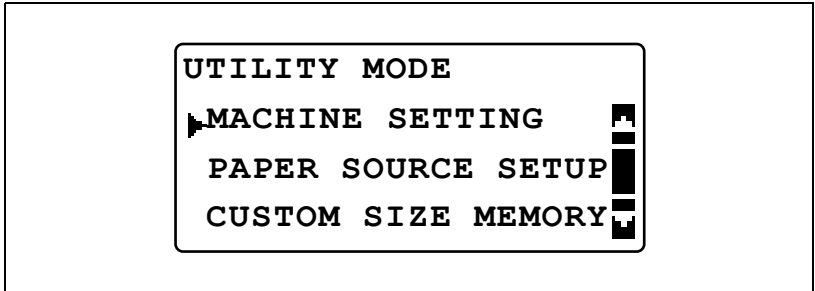 UTILITY MODE
MACHINE SETTING
PAPER SOURCE SETUP
CUSTOM SIZE MEMORY